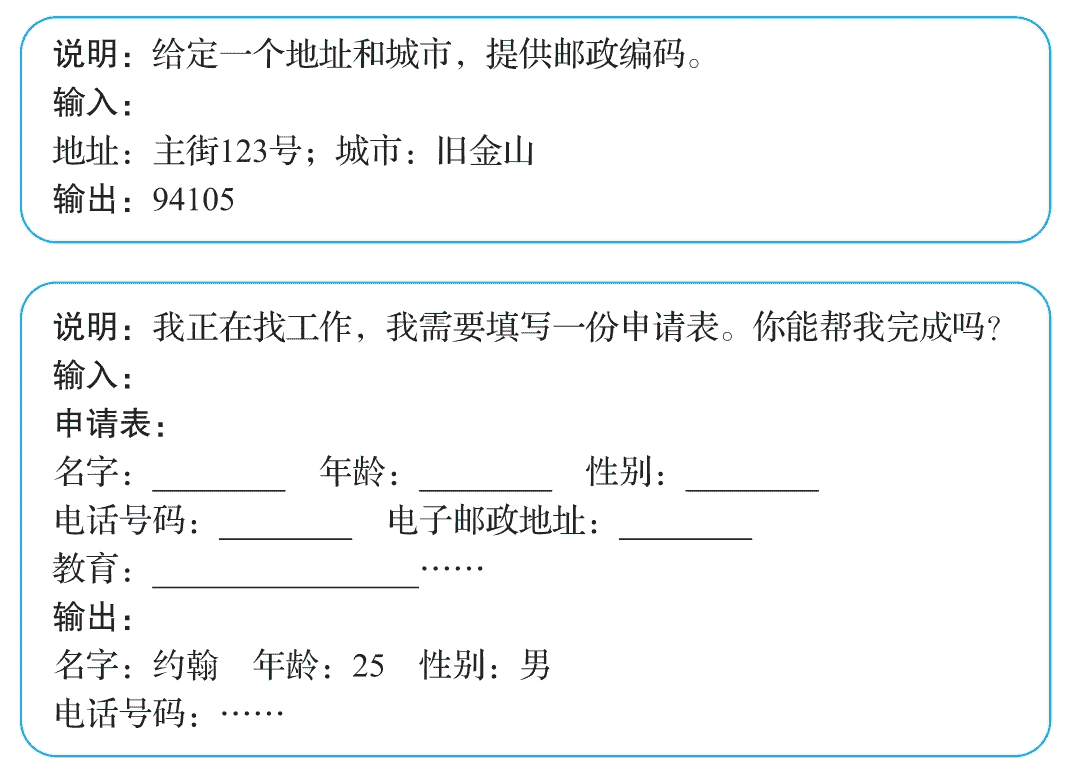 说明：给定一个地址和城市，提供邮政编码。
输入：
地址：主街123号；城市：旧金山
输出：94105
说明：我正在找工作，我需要填写一份申请表。你能帮我完成吗？
输入：
申请表：
名字：________ 年龄：________ 性别：________
电话号码：________ 电子邮政地址：________
教育：________________……
输出：
名字：约翰 年龄：25 性别：男
电话号码：……